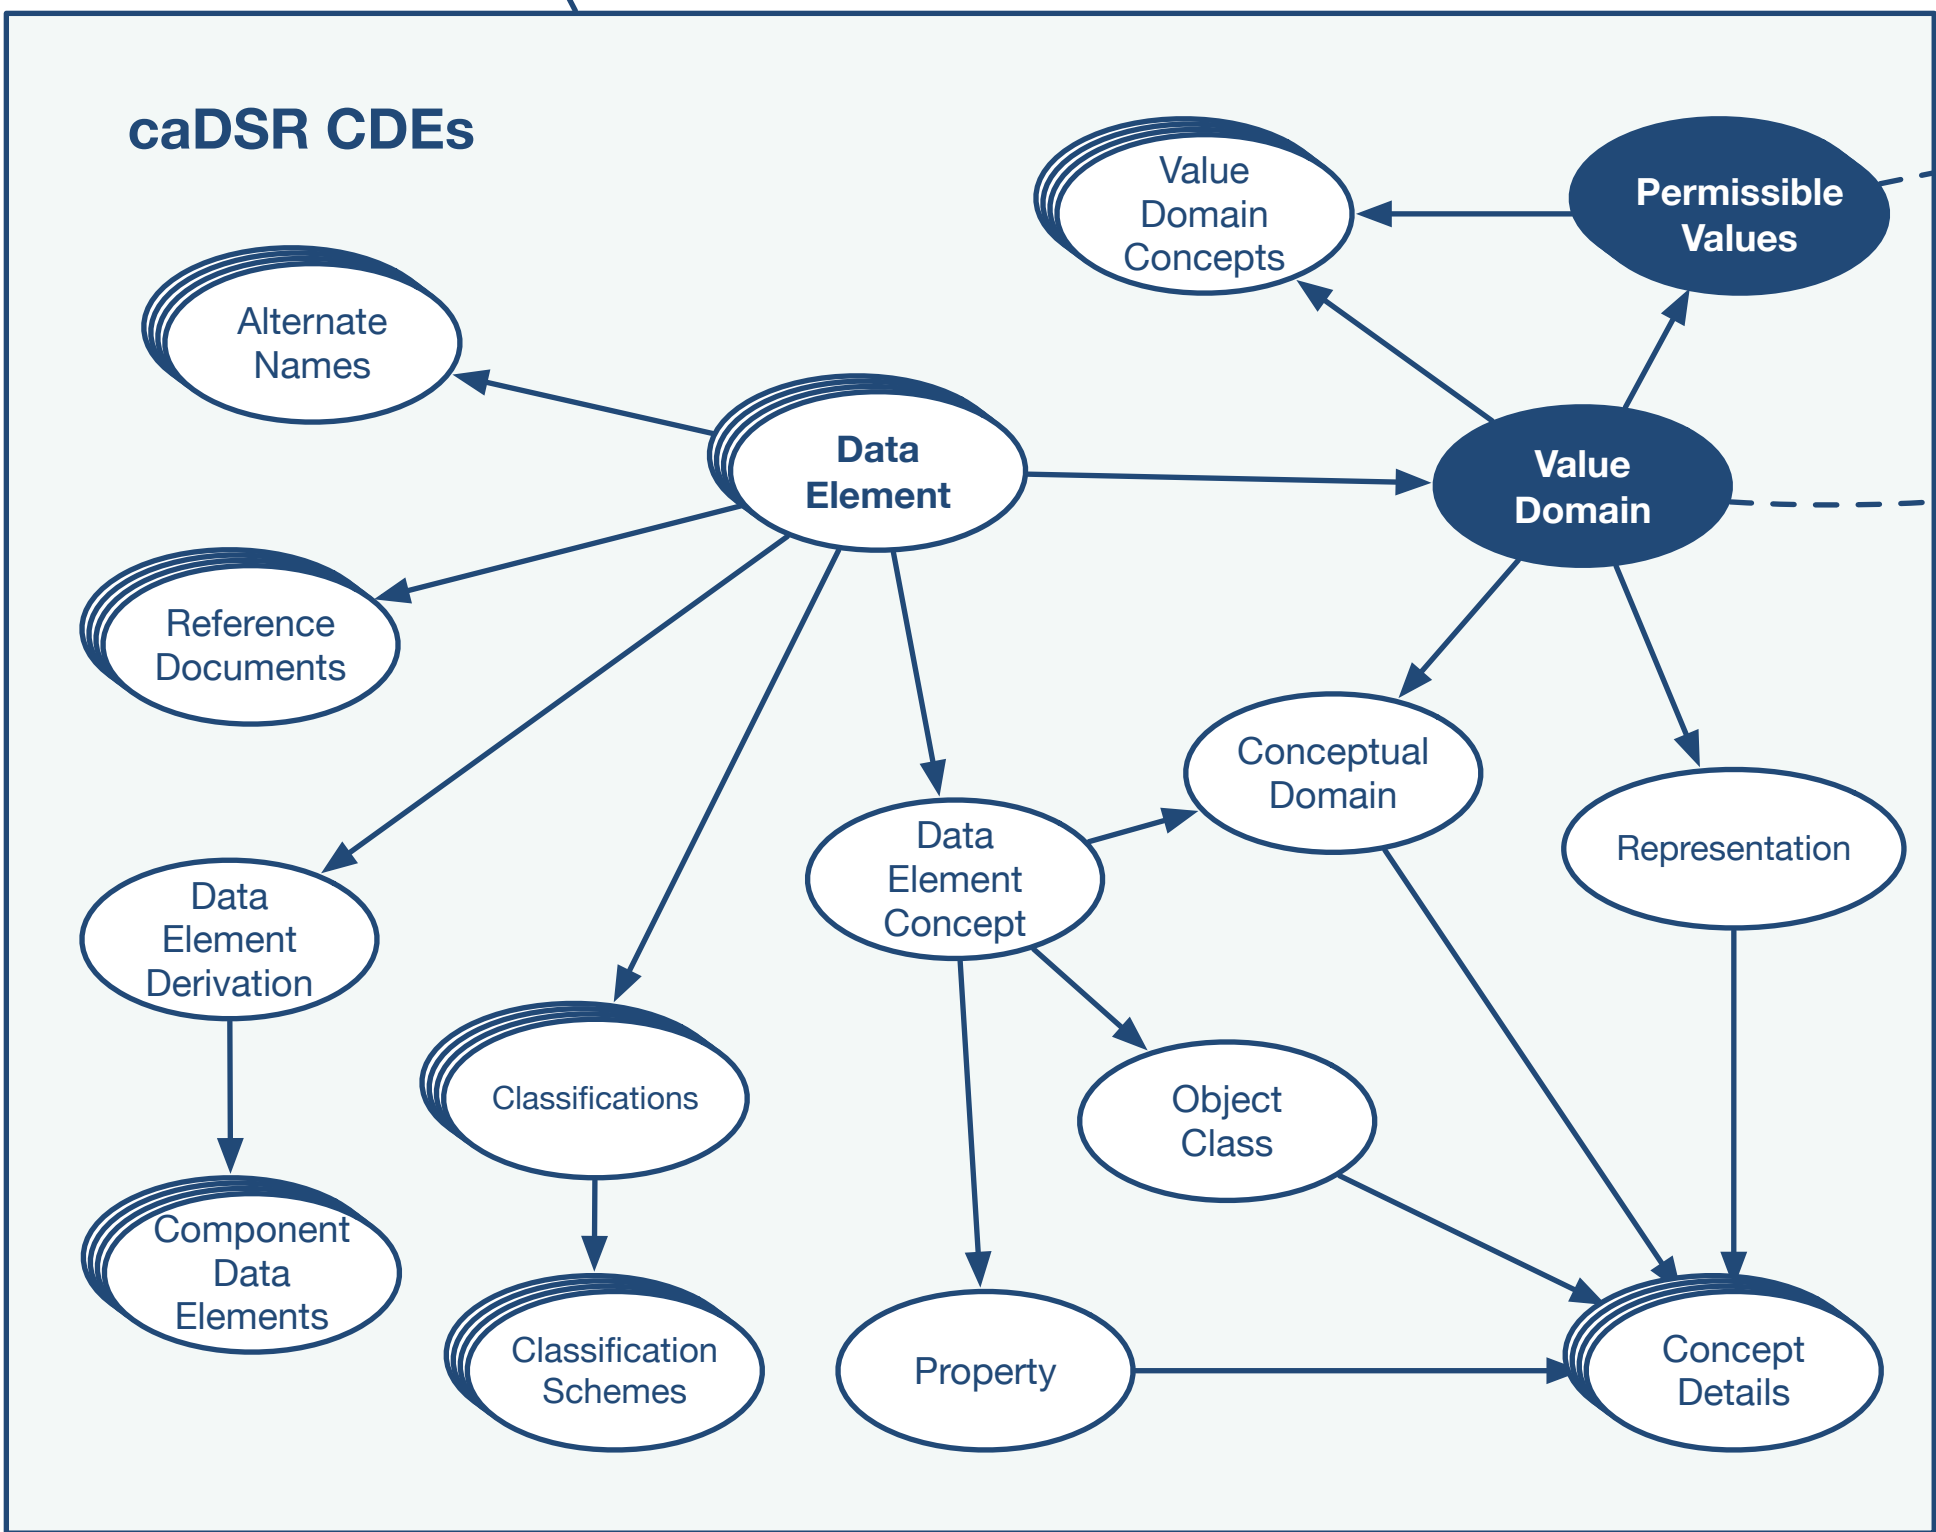 caDSR CDEs
Value
Domain
Concepts
Permissible
Values
Alternate
Names
Data
Element
Value
Domain
Reference
Documents
Conceptual
Domain
Representation
Data
Element
Concept
Data
Element
Derivation
Classifications
Object
Class
Component
Data
Elements
Classification
Schemes
Property
Concept
Details